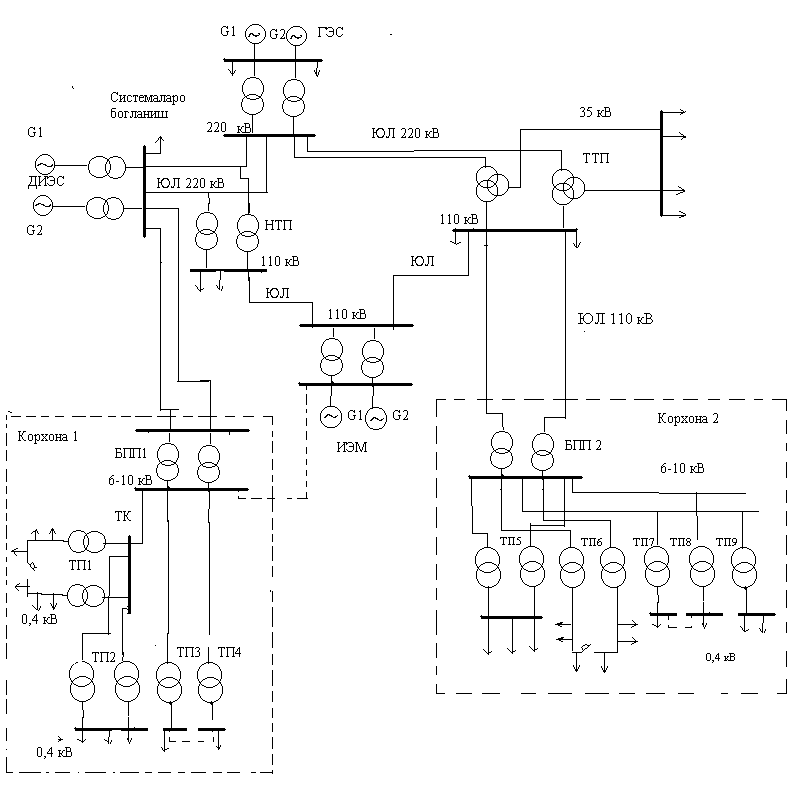 G1 G2 ГЭС
Системаларо
богланиш
35 кВ
G1
220 кВ
ЮЛ 220 кВ
ТТП
ДИЭС
ЮЛ 220 кВ
G2
НТП
110 кВ
110 кВ
ЮЛ
ЮЛ
110 кВ
ЮЛ 110 кВ
G1 G2
ИЭМ
Корхона 1
Корхона 2
БПП1
БПП 2
6-10 кВ
6-10 кВ
ТК
ТП1
ТП5 ТП6 ТП7 ТП8 ТП9
0,4 кВ
ТП2 ТП3 ТП4
0,4 кВ
0,4 кВ